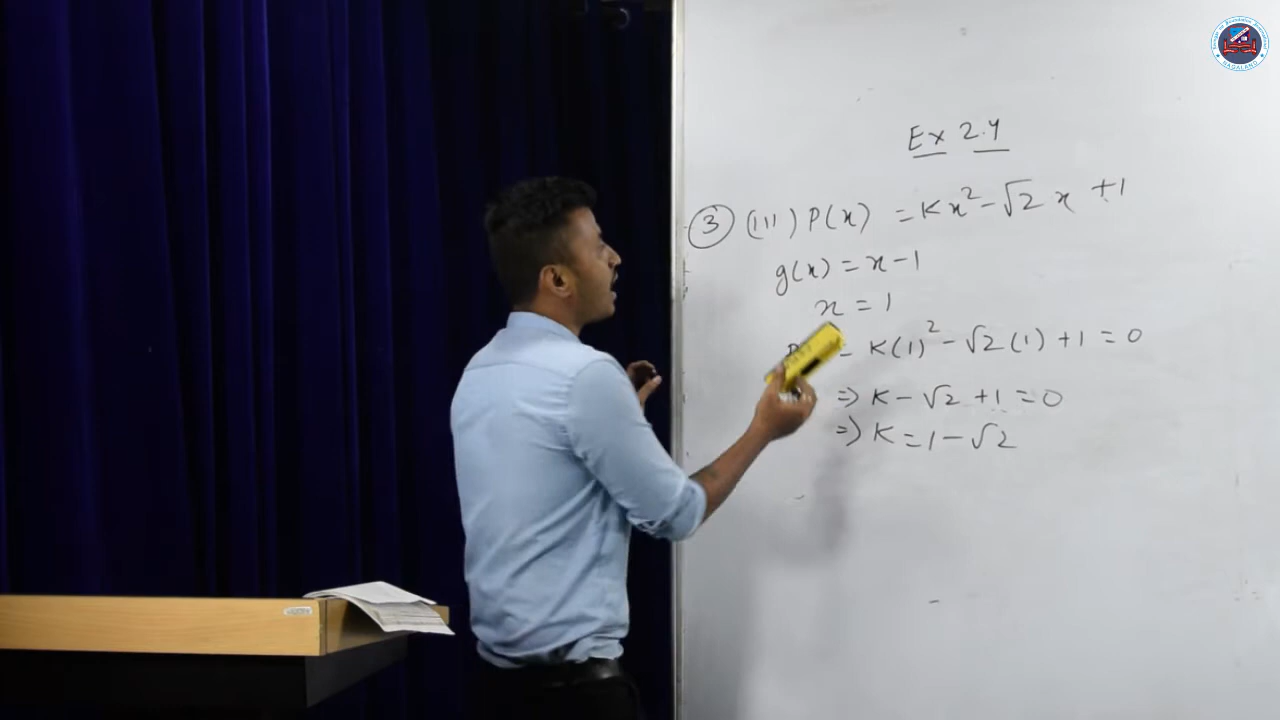 Ex 2.4
③ (iii) P(x) = Kx² - √2 x + 1
g(x) = x - 1
x = 1
= K(1)² - √2(1) + 1 = 0
⇒ K - √2 + 1 = 0
⇒ K = 1 - √2
NAGALAND